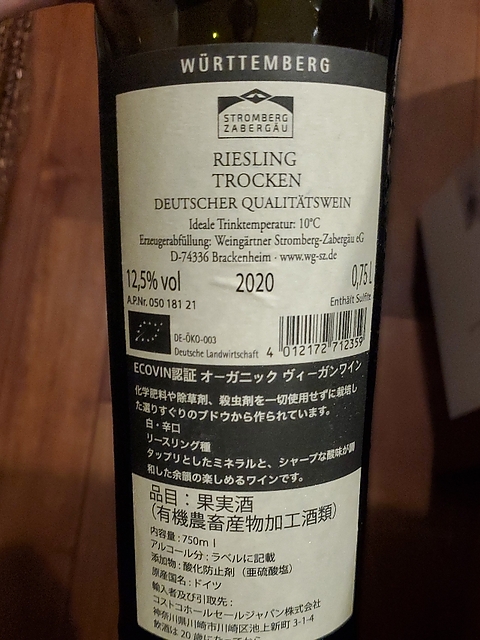 WÜRTTEMBERG
STROMBERG
ZABERGÄU
RIESLING
TROCKEN
DEUTSCHER QUALITÄTSWEIN
Ideale Trinktemperatur: 10°C
Erzeugerabfüllung: Weingärtner Stromberg-Zabergäu eG
D-74336 Brackenheim · www.wg-sz.de
12,5% vol 2020 0,75 L
A.P.Nr. 050 181 21 Enthält Sulfite
DE-ÖKO-003
Deutsche Landwirtschaft
4 012172 712359
ECOVIN認証 オーガニック ヴィーガンワイン
化学肥料や除草剤、殺虫剤を一切使用せずに栽培し
た選りすぐりのブドウから作られています。
白・辛口
リースリング種
タップリとしたミネラルと、シャープな酸味が調
和した余韻の楽しめるワインです。
品目：果実酒
（有機農畜産物加工酒類）
内容量：750ml
アルコール分：ラベルに記載
添加物：酸化防止剤（亜硫酸塩）
原産国名：ドイツ
輸入者及び引取先：
コストコホールセールジャパン株式会社
神奈川県川崎市川崎区池上新町 3-1-4
飲酒は20歳になってから